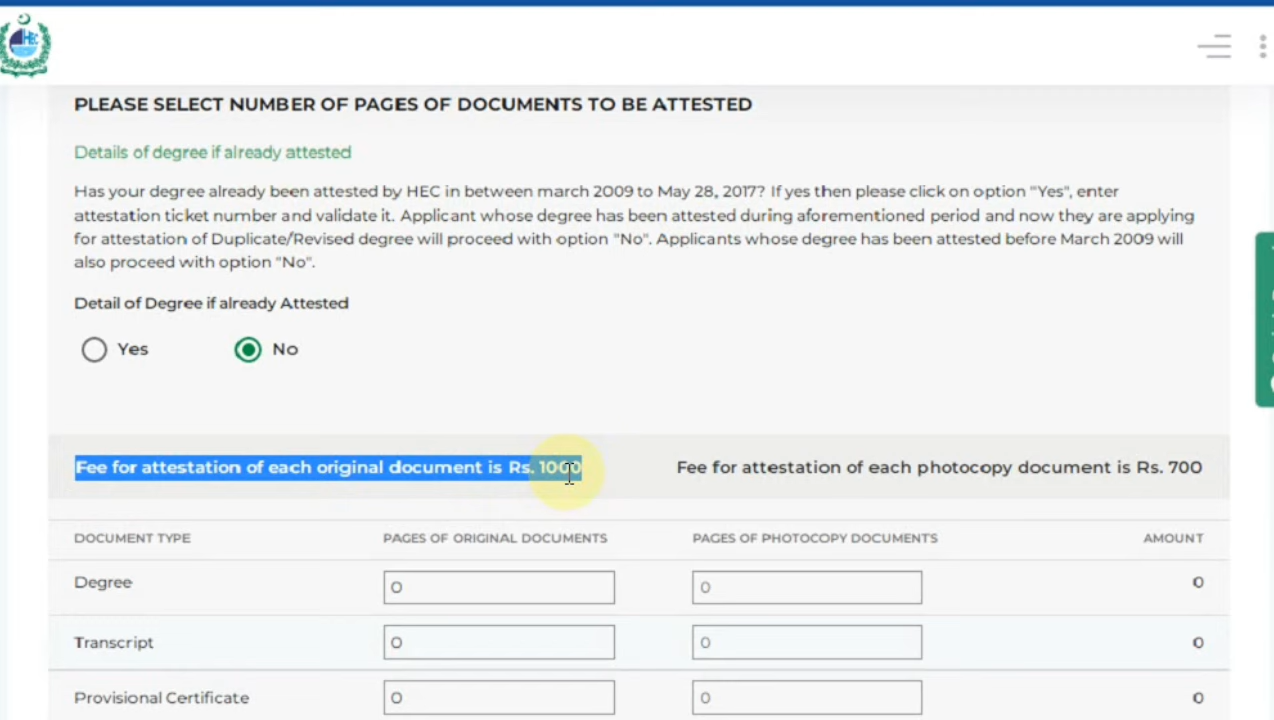 HEC
PLEASE SELECT NUMBER OF PAGES OF DOCUMENTS TO BE ATTESTED
Details of degree if already attested
Has your degree already been attested by HEC in between march 2009 to May 28, 2017? If yes then please click on option "Yes", enter
attestation ticket number and validate it. Applicant whose degree has been attested during aforementioned period and now they are applying
for attestation of Duplicate/Revised degree will proceed with option "No". Applicants whose degree has been attested before March 2009 will
also proceed with option "No".
Detail of Degree if already Attested
Yes No
Fee for attestation of each original document is Rs. 1000 Fee for attestation of each photocopy document is Rs. 700
DOCUMENT TYPE PAGES OF ORIGINAL DOCUMENTS PAGES OF PHOTOCOPY DOCUMENTS AMOUNT
Degree 0 0 0
Transcript 0 0 0
Provisional Certificate 0 0 0